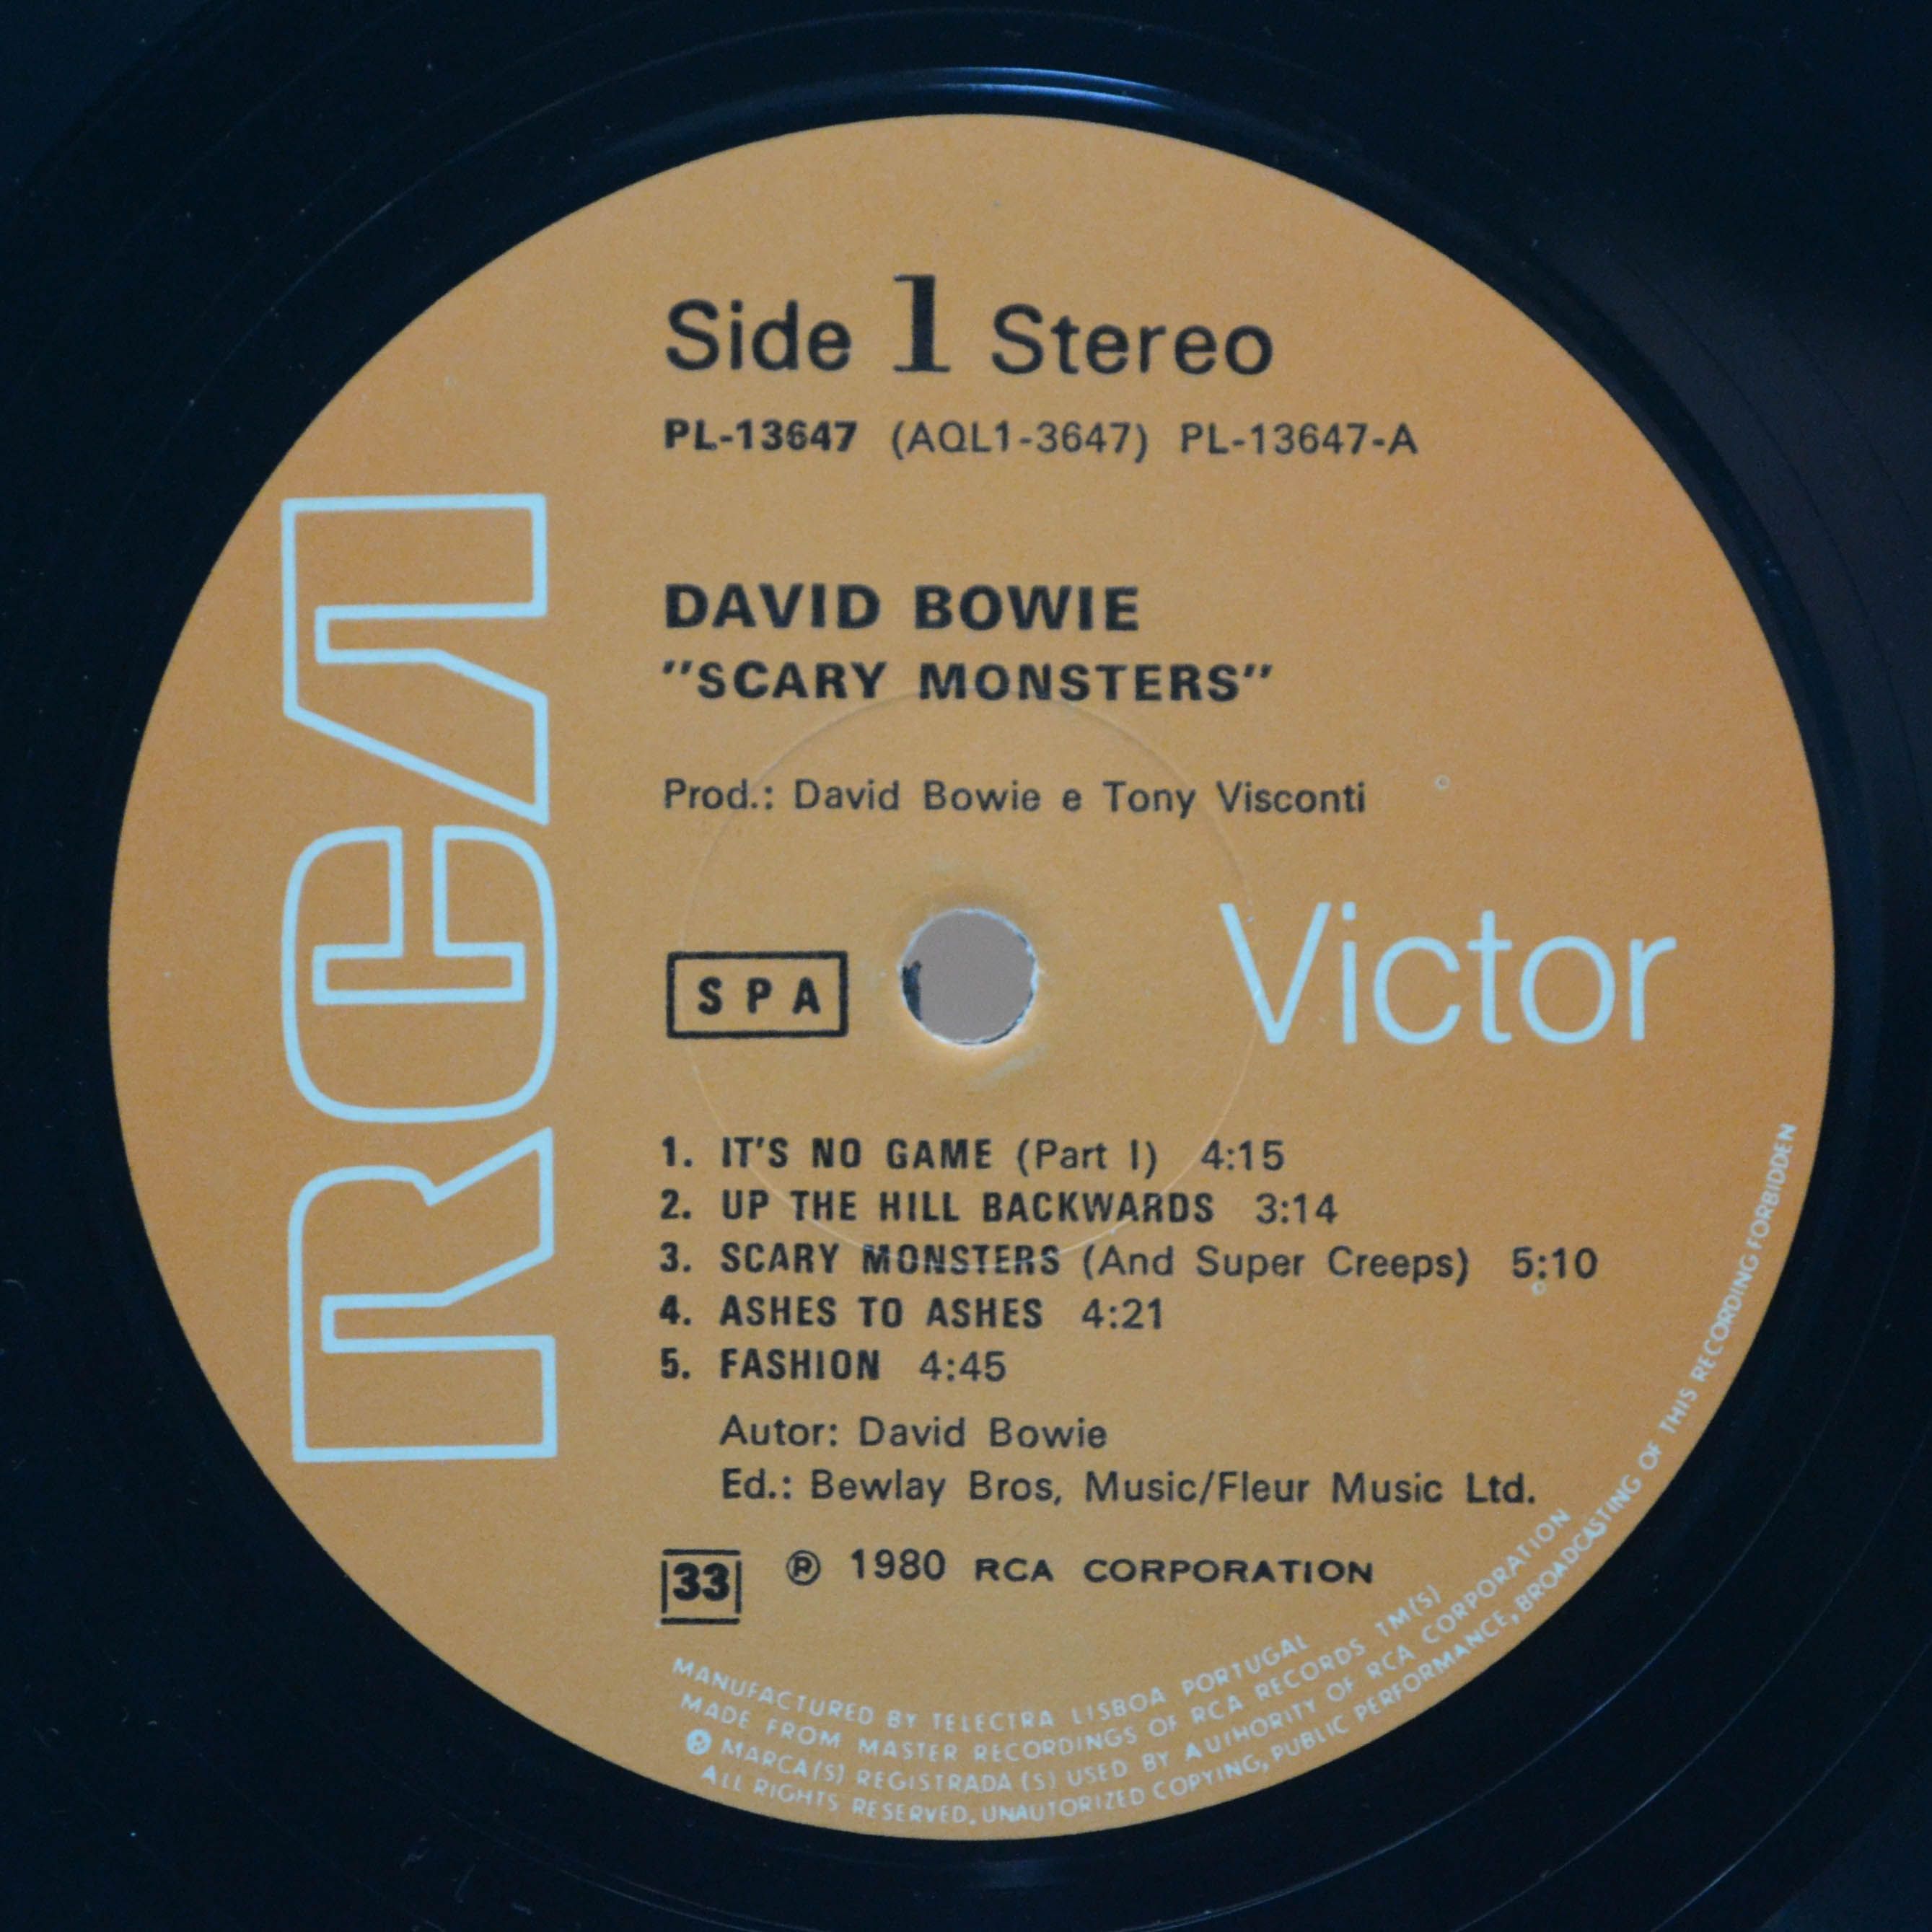 Side 1 Stereo
PL-13647 (AQL1-3647) PL-13647-A
RCA
DAVID BOWIE
"SCARY MONSTERS"
Prod.: David Bowie e Tony Visconti
SPA
Victor
1. IT'S NO GAME (Part I) 4:15
2. UP THE HILL BACKWARDS 3:14
3. SCARY MONSTERS (And Super Creeps) 5:10
4. ASHES TO ASHES 4:21
5. FASHION 4:45
Autor: David Bowie
Ed.: Bewlay Bros, Music/Fleur Music Ltd.
33 ® 1980 RCA CORPORATION
MANUFACTURED BY TELECTRA LISBOA PORTUGAL
MADE FROM MASTER RECORDINGS OF RCA RECORDS TM(S)
® MARCA(S) REGISTRADA(S) USED BY AUTHORITY OF RCA CORPORATION
ALL RIGHTS RESERVED, UNAUTORIZED COPYING, PUBLIC PERFORMANCE, BROADCASTING OF THIS RECORDING FORBIDDEN